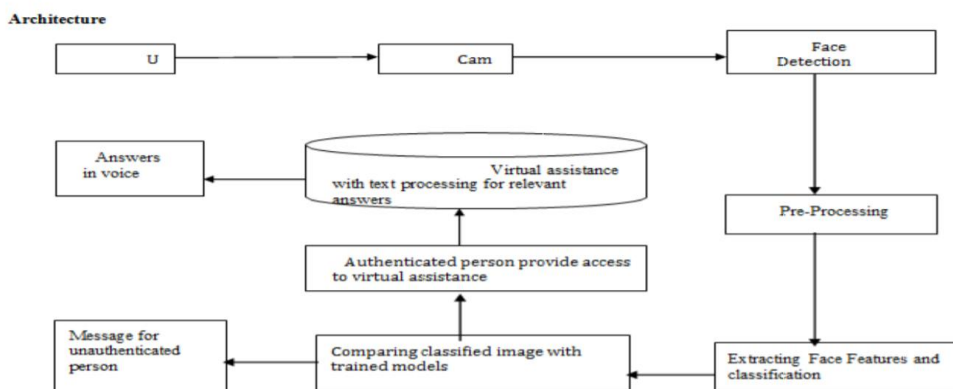 Architecture
U
Cam
Face
Detection
Answers
in voice
Virtual assistance
with text processing for relevant
answers
Pre-Processing
Authenticated person provide access
to virtual assistance
Message for
unauthenticated
person
Comparing classified image with
trained models
Extracting Face Features and
classification